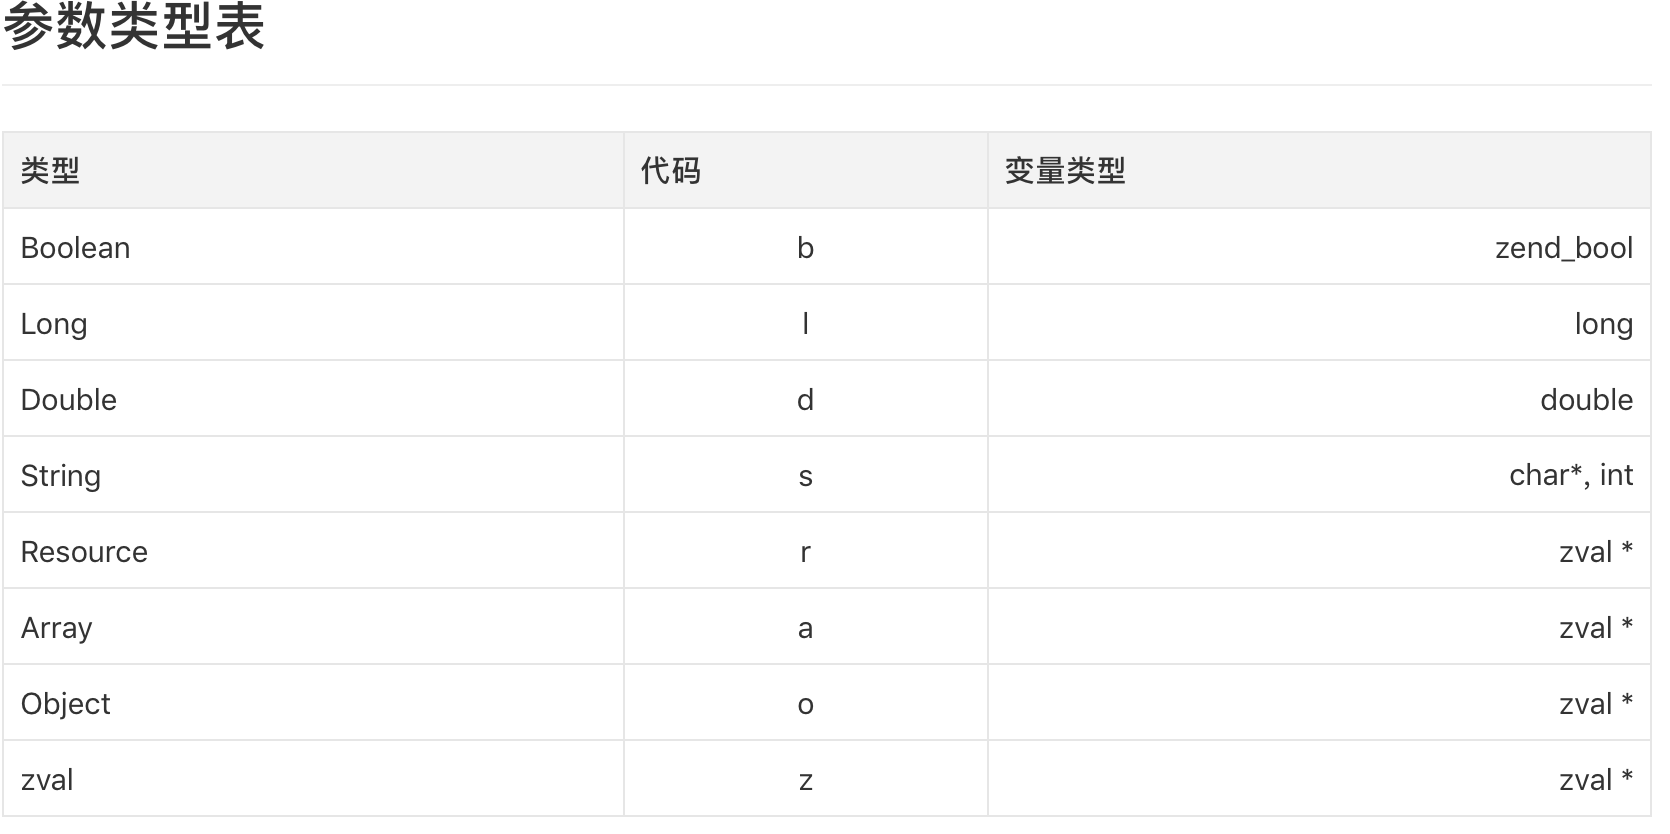 参数类型表
类型 代码 变量类型
Boolean b zend_bool
Long l long
Double d double
String s char*, int
Resource r zval *
Array a zval *
Object o zval *
zval z zval *